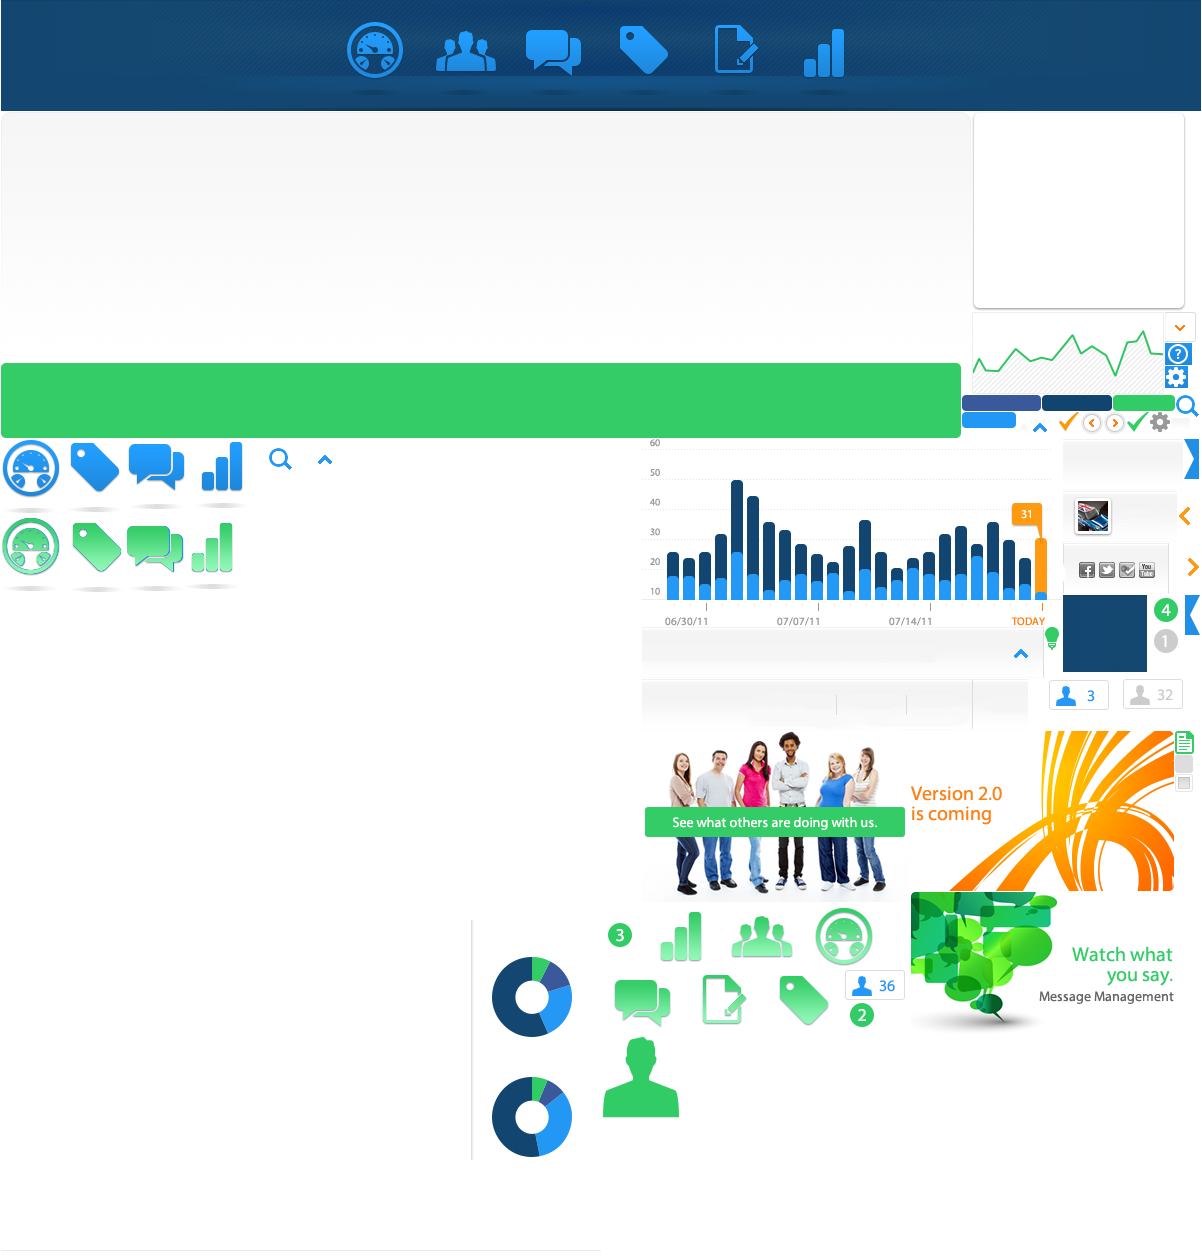 ?
60
50
40
30
20
10
31
06/30/11
07/07/11
07/14/11
TODAY
You
Tube
4
1
3
32
See what others are doing with us.
Version 2.0
is coming
3
36
2
Watch what
you say.
Message Management